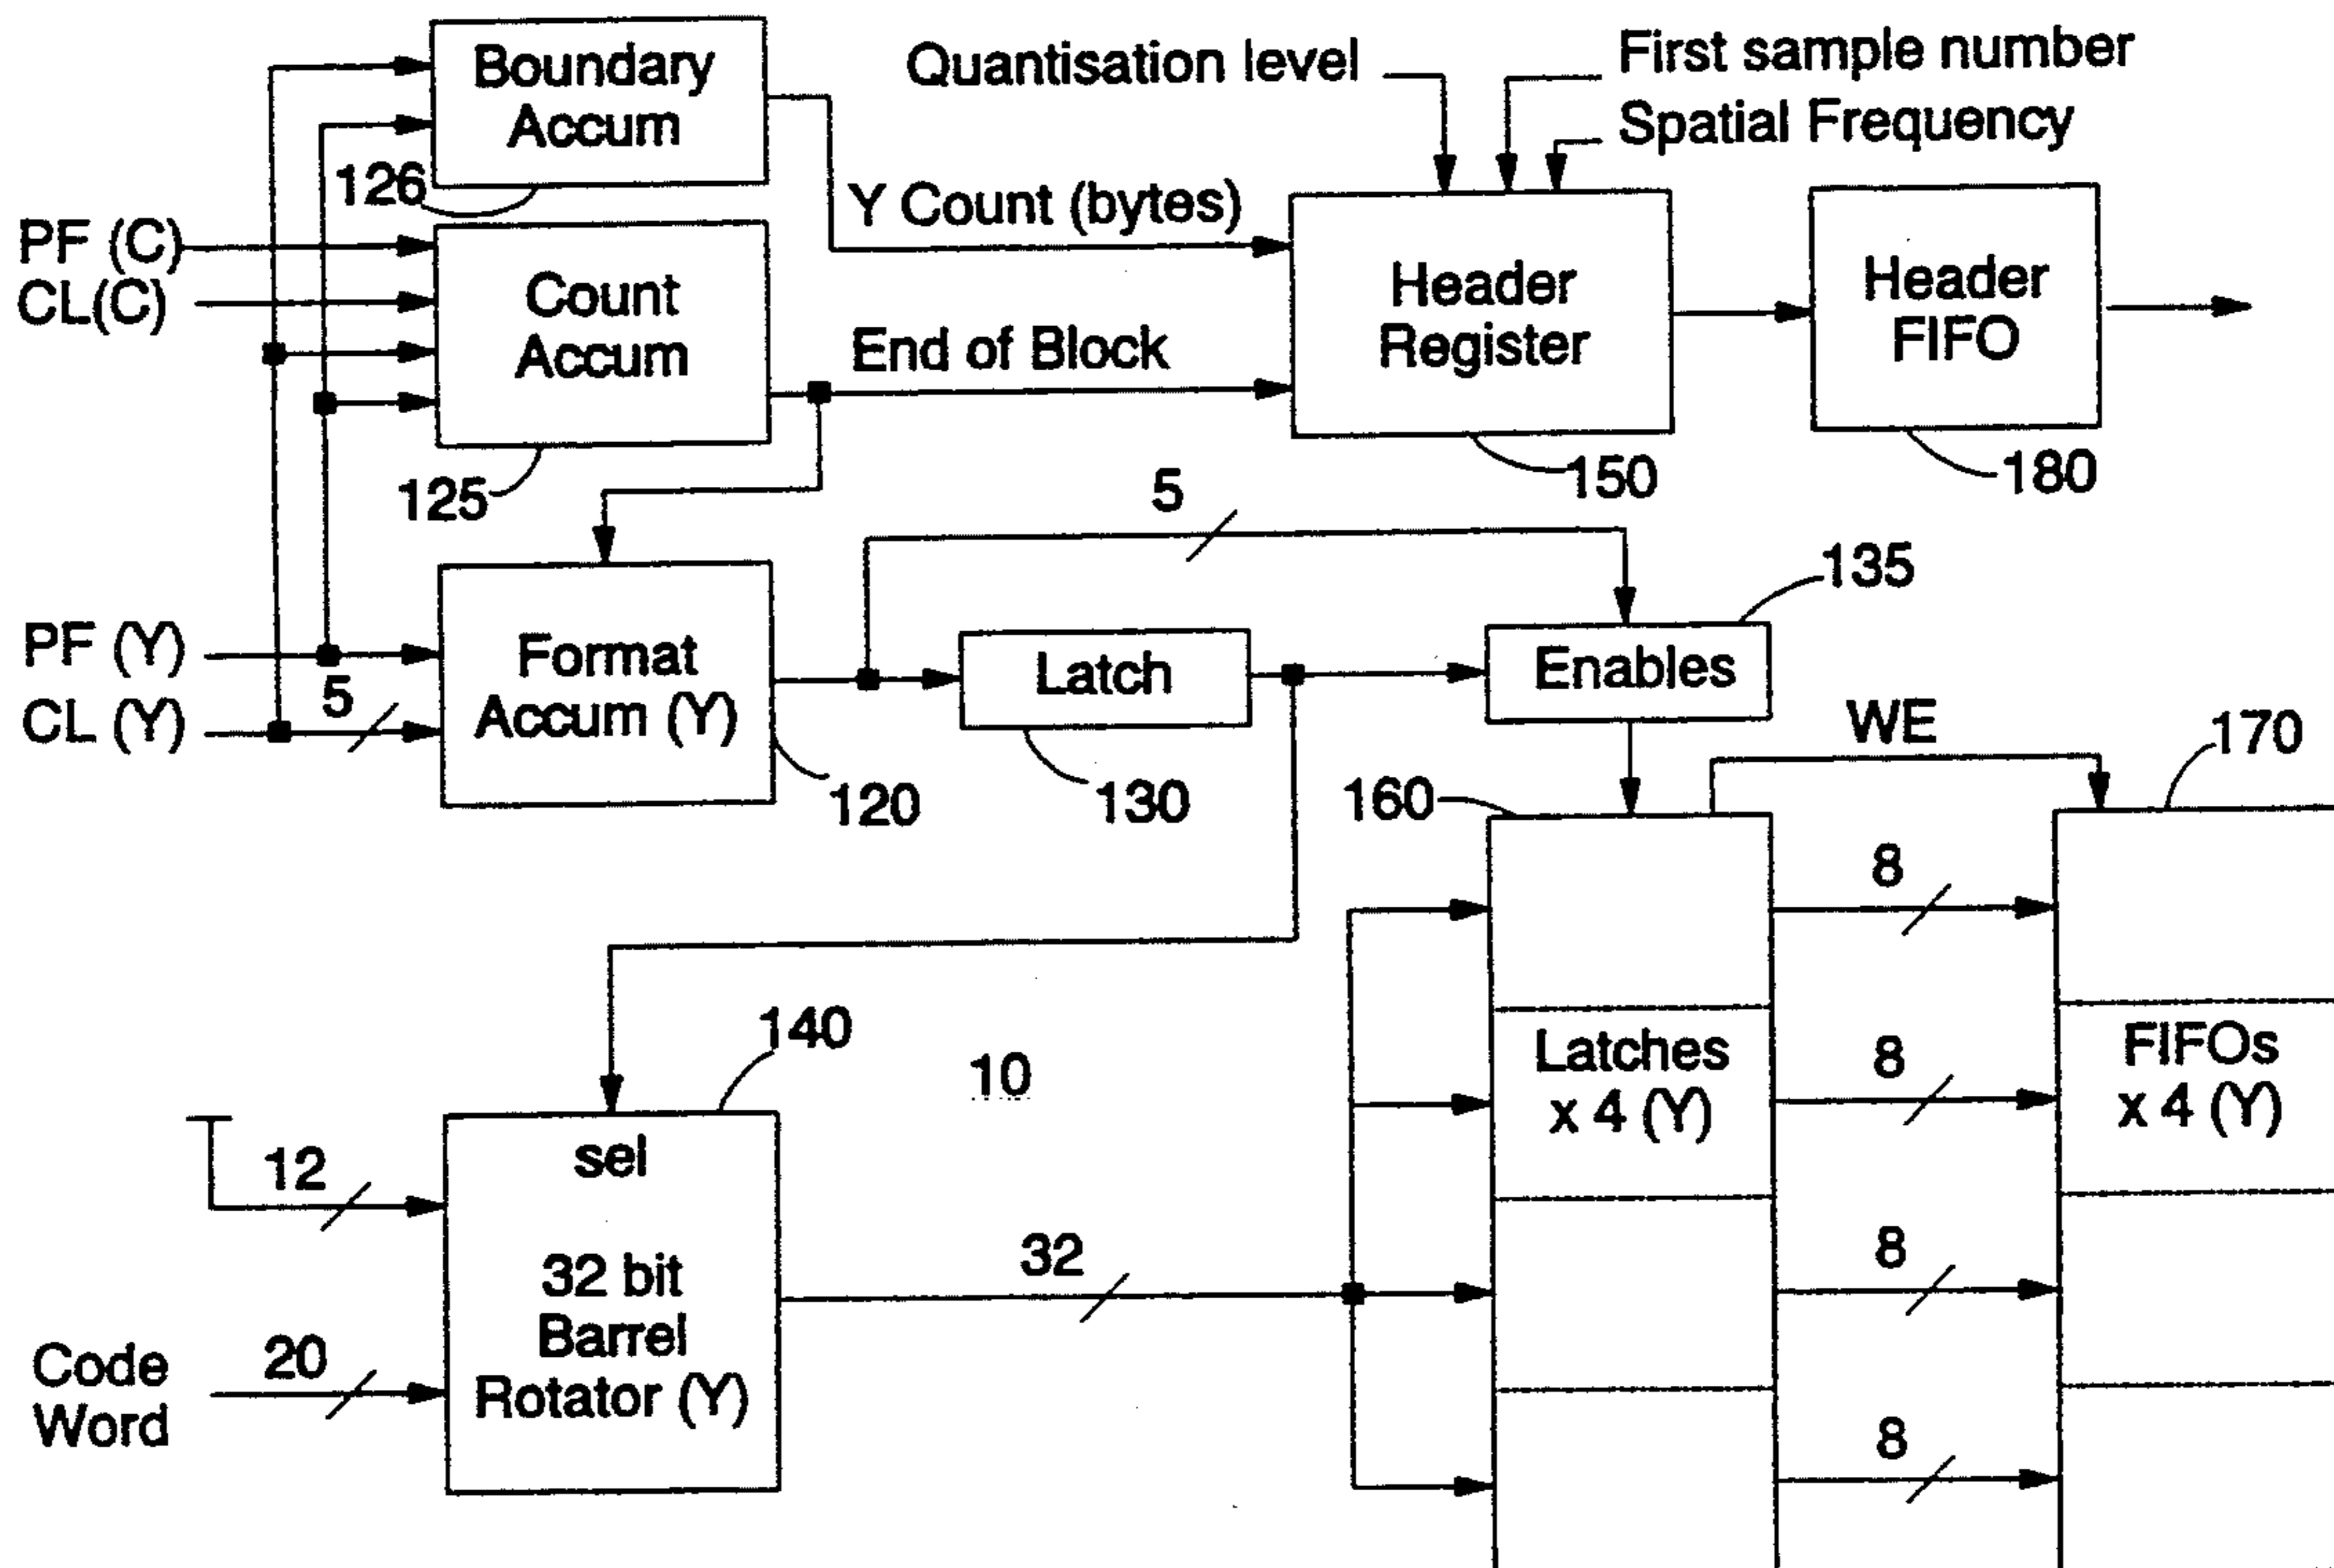 Boundary
Accum
126
Quantisation level
First sample number
Spatial Frequency
Y Count (bytes)
PF (C)
CL(C)
Count
Accum
125
End of Block
Header
Register
150
Header
FIFO
180
5
135
PF (Y)
5
CL (Y)
Format
Accum (Y)
120
Latch
130
Enables
WE
160
170
8
140
10
sel
12
32 bit
Barrel
Rotator (Y)
Code
Word
20
32
Latches
x 4 (Y)
8
FIFOs
x 4 (Y)
8
8